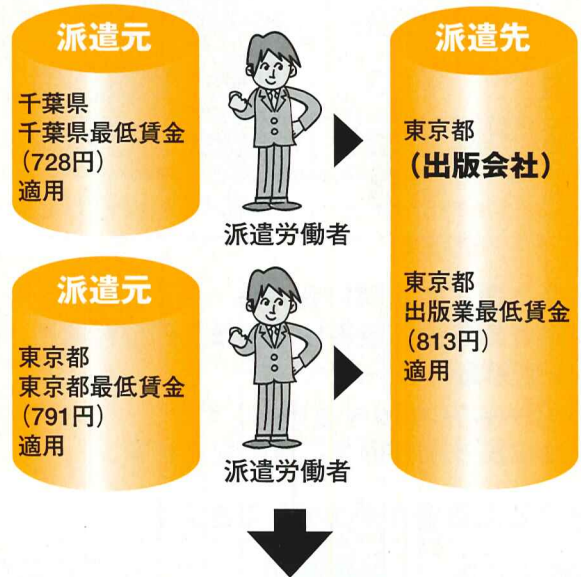 派遣元
千葉県
千葉県最低賃金
(728円)
適用
派遣労働者
派遣元
東京都
東京都最低賃金
(791円)
適用
派遣労働者
派遣先
東京都
(出版会社)
東京都
出版業最低賃金
(813円)
適用